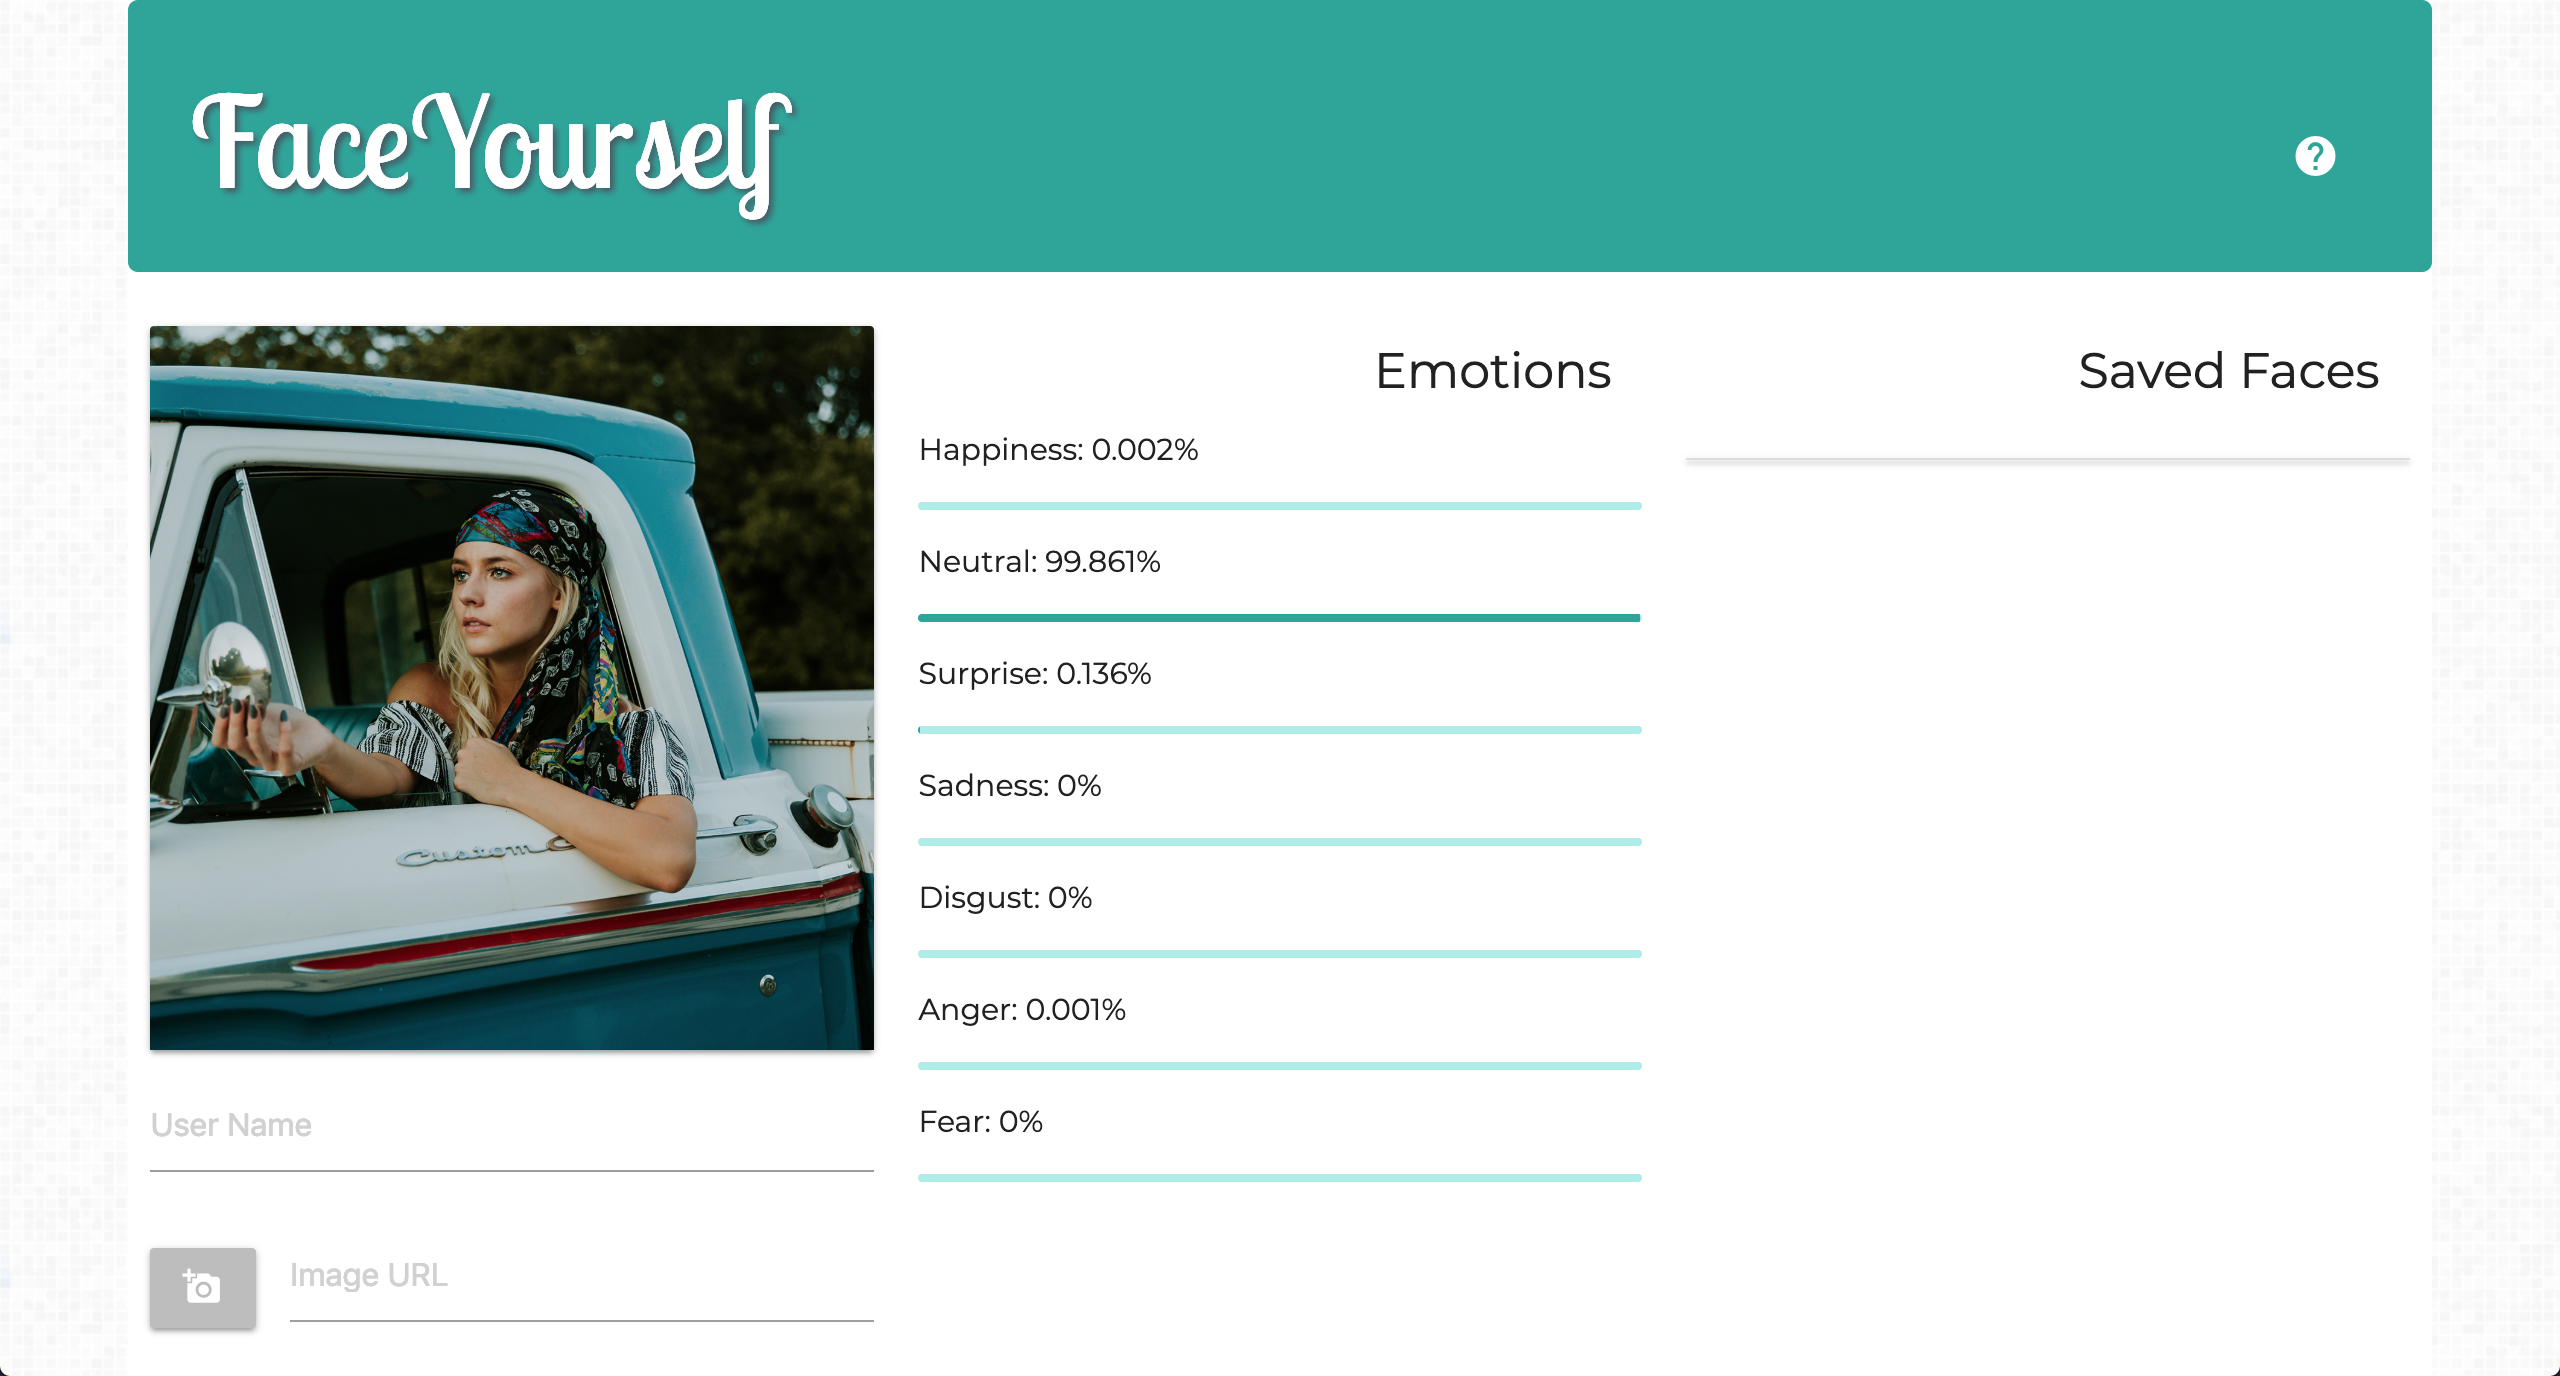 FaceYourself
Emotions
Happiness: 0.002%
Neutral: 99.861%
Surprise: 0.136%
Sadness: 0%
Disgust: 0%
Anger: 0.001%
Fear: 0%
Saved Faces
Custom
User Name
Image URL